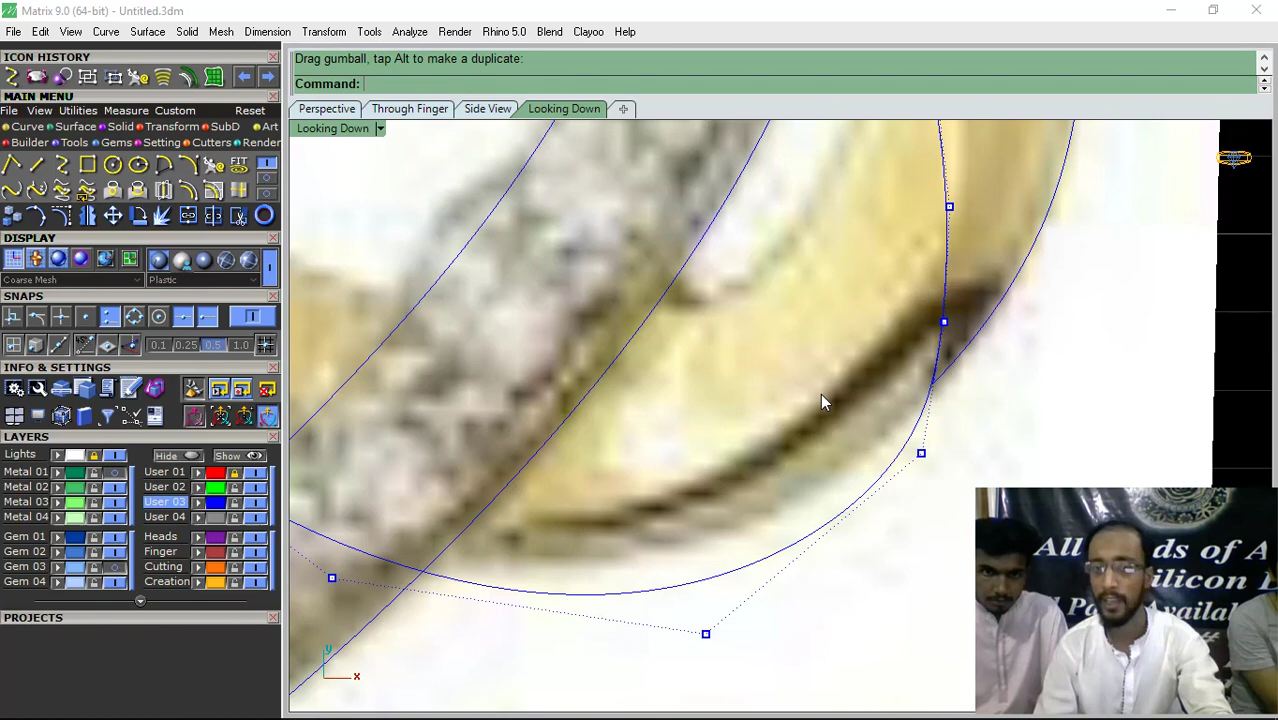 Matrix 9.0 (64-bit) - Untitled.3dm
File Edit View Curve Surface Solid Mesh Dimension Transform Tools Analyze Render Rhino 5.0 Blend Clayoo Help
ICON HISTORY
Drag gumball, tap Alt to make a duplicate:
Command:
MAIN MENU
File View Utilities Measure Custom Reset
Perspective Through Finger Side View Looking Down
Curve Surface Solid Transform SubD Art
Looking Down
Builder Tools Gems Setting Cutters Render
FIT
DISPLAY
Coarse Mesh Plastic
SNAPS
0.1 0.25 0.5 1.0
INFO & SETTINGS
LAYERS
Lights Hide Show
Metal 01 User 01
Metal 02 User 02
Metal 03 User 03
Metal 04 User 04
Gem 01 Heads
Gem 02 Finger
Gem 03 Cutting
Gem 04 Creation
PROJECTS
y
x
All ds of A
ilicon
Pa Availa